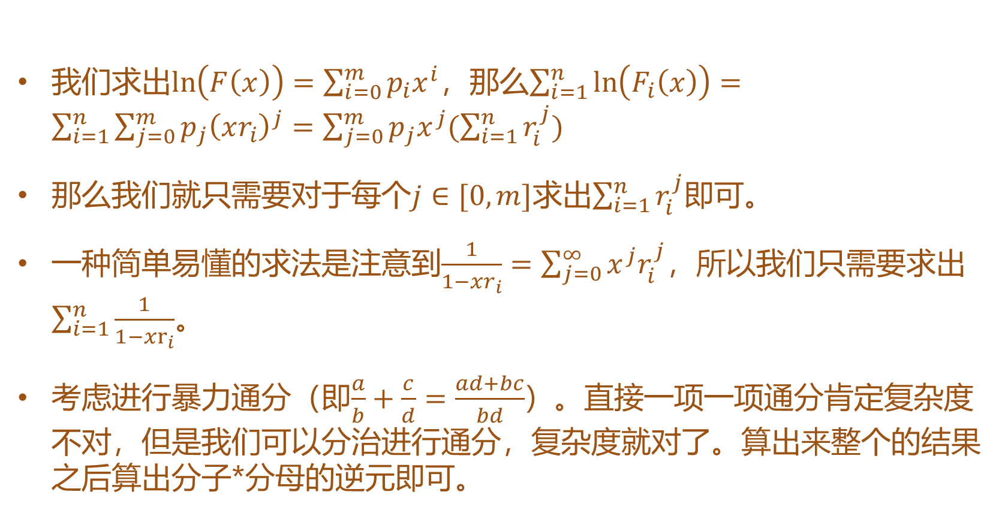 • 我们求出$\ln(F(x)) = \sum_{i=0}^{m} p_i x^i$，那么$\sum_{i=1}^{n} \ln(F_i(x)) =$
$\sum_{i=1}^{n} \sum_{j=0}^{m} p_j (xr_i)^j = \sum_{j=0}^{m} p_j x^j (\sum_{i=1}^{n} r_i^j)$
• 那么我们就只需要对于每个$j \in [0, m]$求出$\sum_{i=1}^{n} r_i^j$即可。
• 一种简单易懂的求法是注意到$\frac{1}{1-xr_i} = \sum_{j=0}^{\infty} x^j r_i^j$，所以我们只需要求出
$\sum_{i=1}^{n} \frac{1}{1-x\mathrm{r}_i}$。
• 考虑进行暴力通分（即$\frac{a}{b} + \frac{c}{d} = \frac{ad+bc}{bd}$）。直接一项一项通分肯定复杂度
不对，但是我们可以分治进行通分，复杂度就对了。算出来整个的结果
之后算出分子*分母的逆元即可。